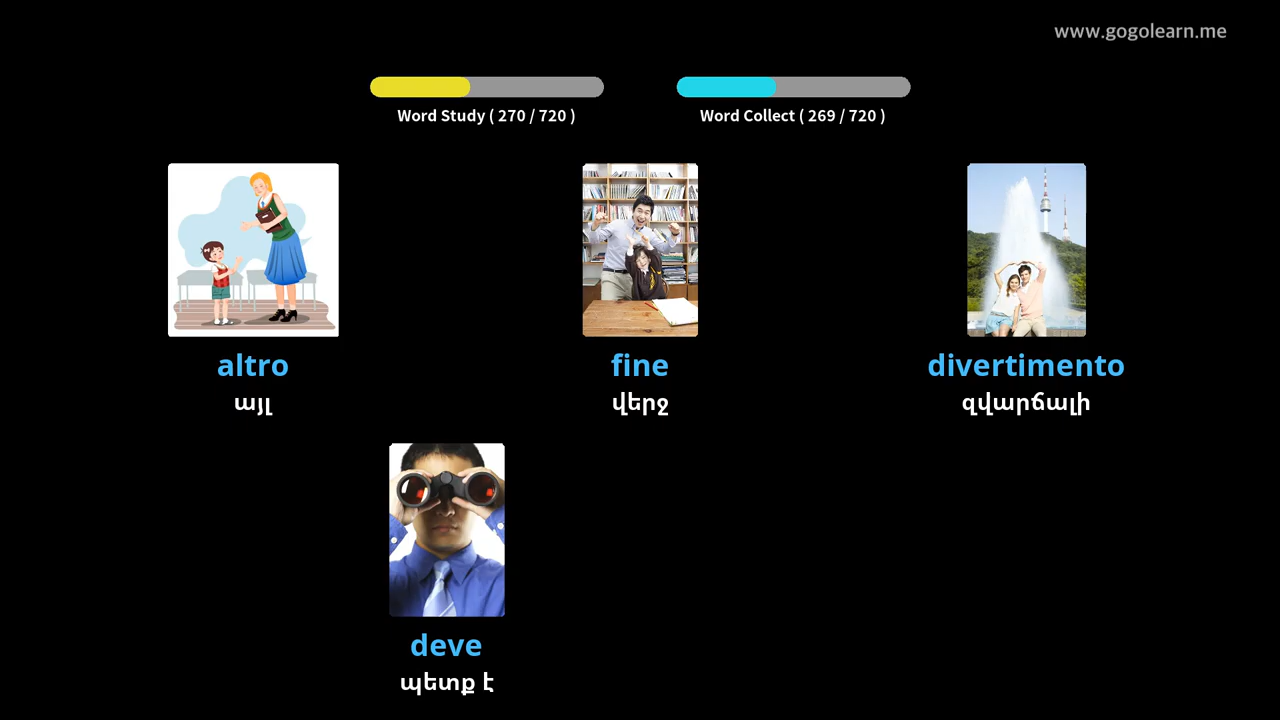 www.gogolearn.me
Word Study ( 270 / 720 )
Word Collect ( 269 / 720 )
altro
այլ
fine
վերջ
divertimento
զվարճալի
deve
պետք է